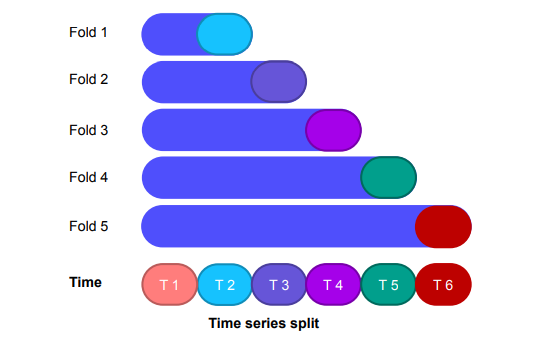 Fold 1
Fold 2
Fold 3
Fold 4
Fold 5
Time T 1 T 2 T 3 T 4 T 5 T 6
Time series split